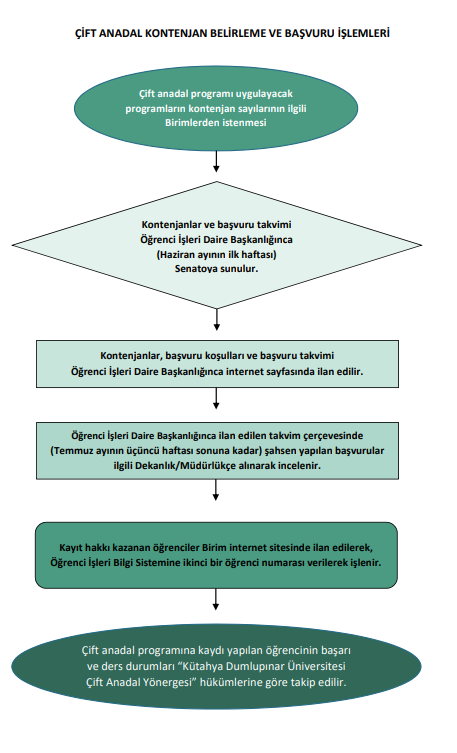 ÇİFT ANADAL KONTENJAN BELİRLEME VE BAŞVURU İŞLEMLERİ
Çift anadal programı uygulayacak
programların kontenjan sayılarının ilgili
Birimlerden istenmesi
Kontenjanlar ve başvuru takvimi
Öğrenci İşleri Daire Başkanlığınca
(Haziran ayının ilk haftası)
Senatoya sunulur.
Kontenjanlar, başvuru koşulları ve başvuru takvimi
Öğrenci İşleri Daire Başkanlığınca internet sayfasında ilan edilir.
Öğrenci İşleri Daire Başkanlığınca ilan edilen takvim çerçevesinde
(Temmuz ayının üçüncü haftası sonuna kadar) şahsen yapılan başvurular
ilgili Dekanlık/Müdürlükçe alınarak incelenir.
Kayıt hakkı kazanan öğrenciler Birim internet sitesinde ilan edilerek,
Öğrenci İşleri Bilgi Sistemine ikinci bir öğrenci numarası verilerek işlenir.
Çift anadal programına kaydı yapılan öğrencinin başarı
ve ders durumları “Kütahya Dumlupınar Üniversitesi
Çift Anadal Yönergesi” hükümlerine göre takip edilir.